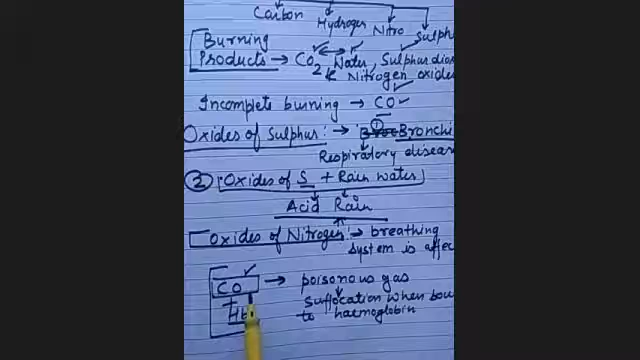 Carbon Hydrogen Nitro Sulph
Burning
Products → CO2 Water, Sulphur diox
Nitrogen oxides
Incomplete burning → CO
Oxides of Sulphur: → ① Bronchi
Respiratory disease
② Oxides of S + Rain water
Acid Rain
Oxides of Nitrogen: → breathing
system is affec
CO → poisonous gas
+ suffocation when bou
Hb to haemoglobin